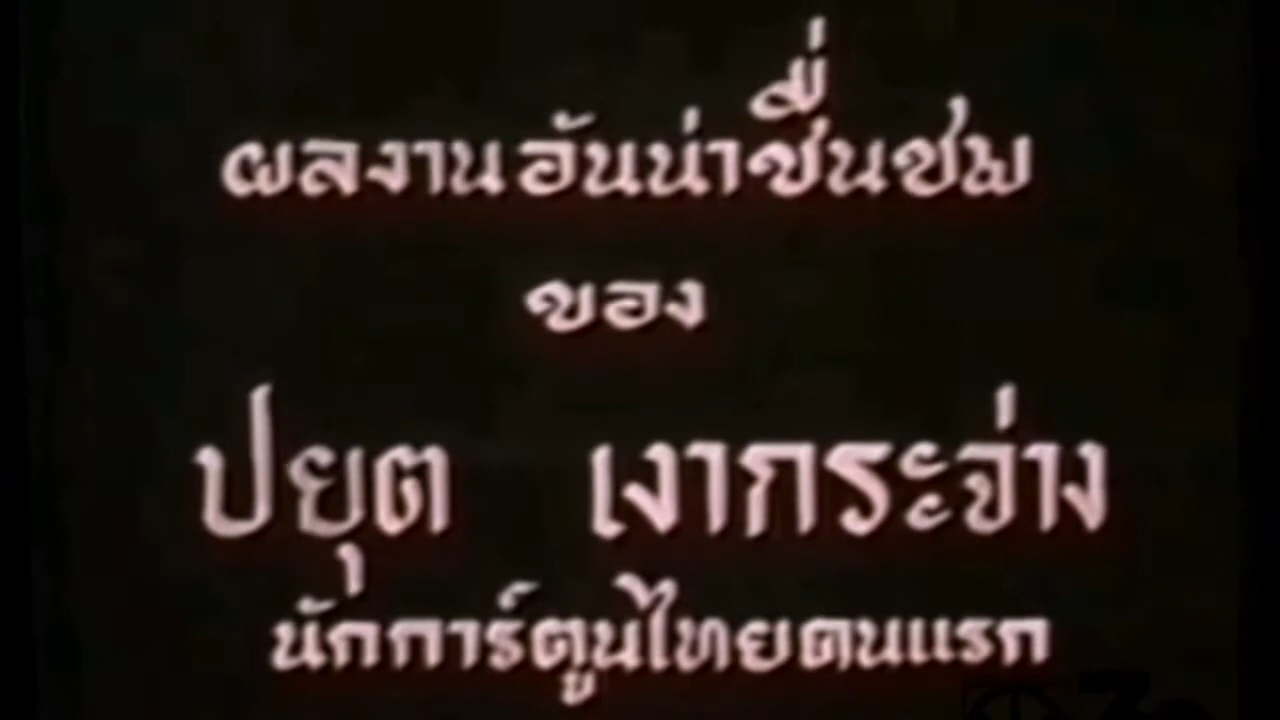 ผลงานอันน่าชื่นชม
ของ
ปยุต เงากระจ่าง
นักการ์ตูนไทยคนแรก